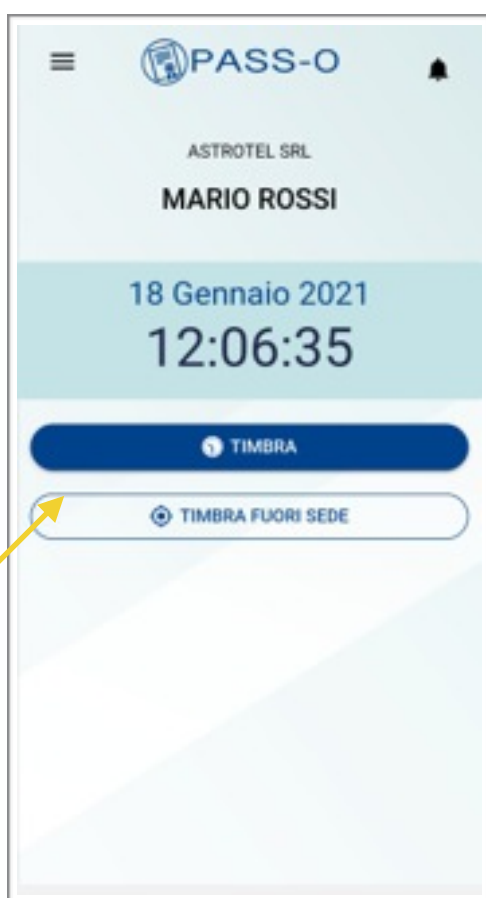 PASS-O
ASTROTEL SRL
MARIO ROSSI
18 Gennaio 2021
12:06:35
TIMBRA
TIMBRA FUORI SEDE